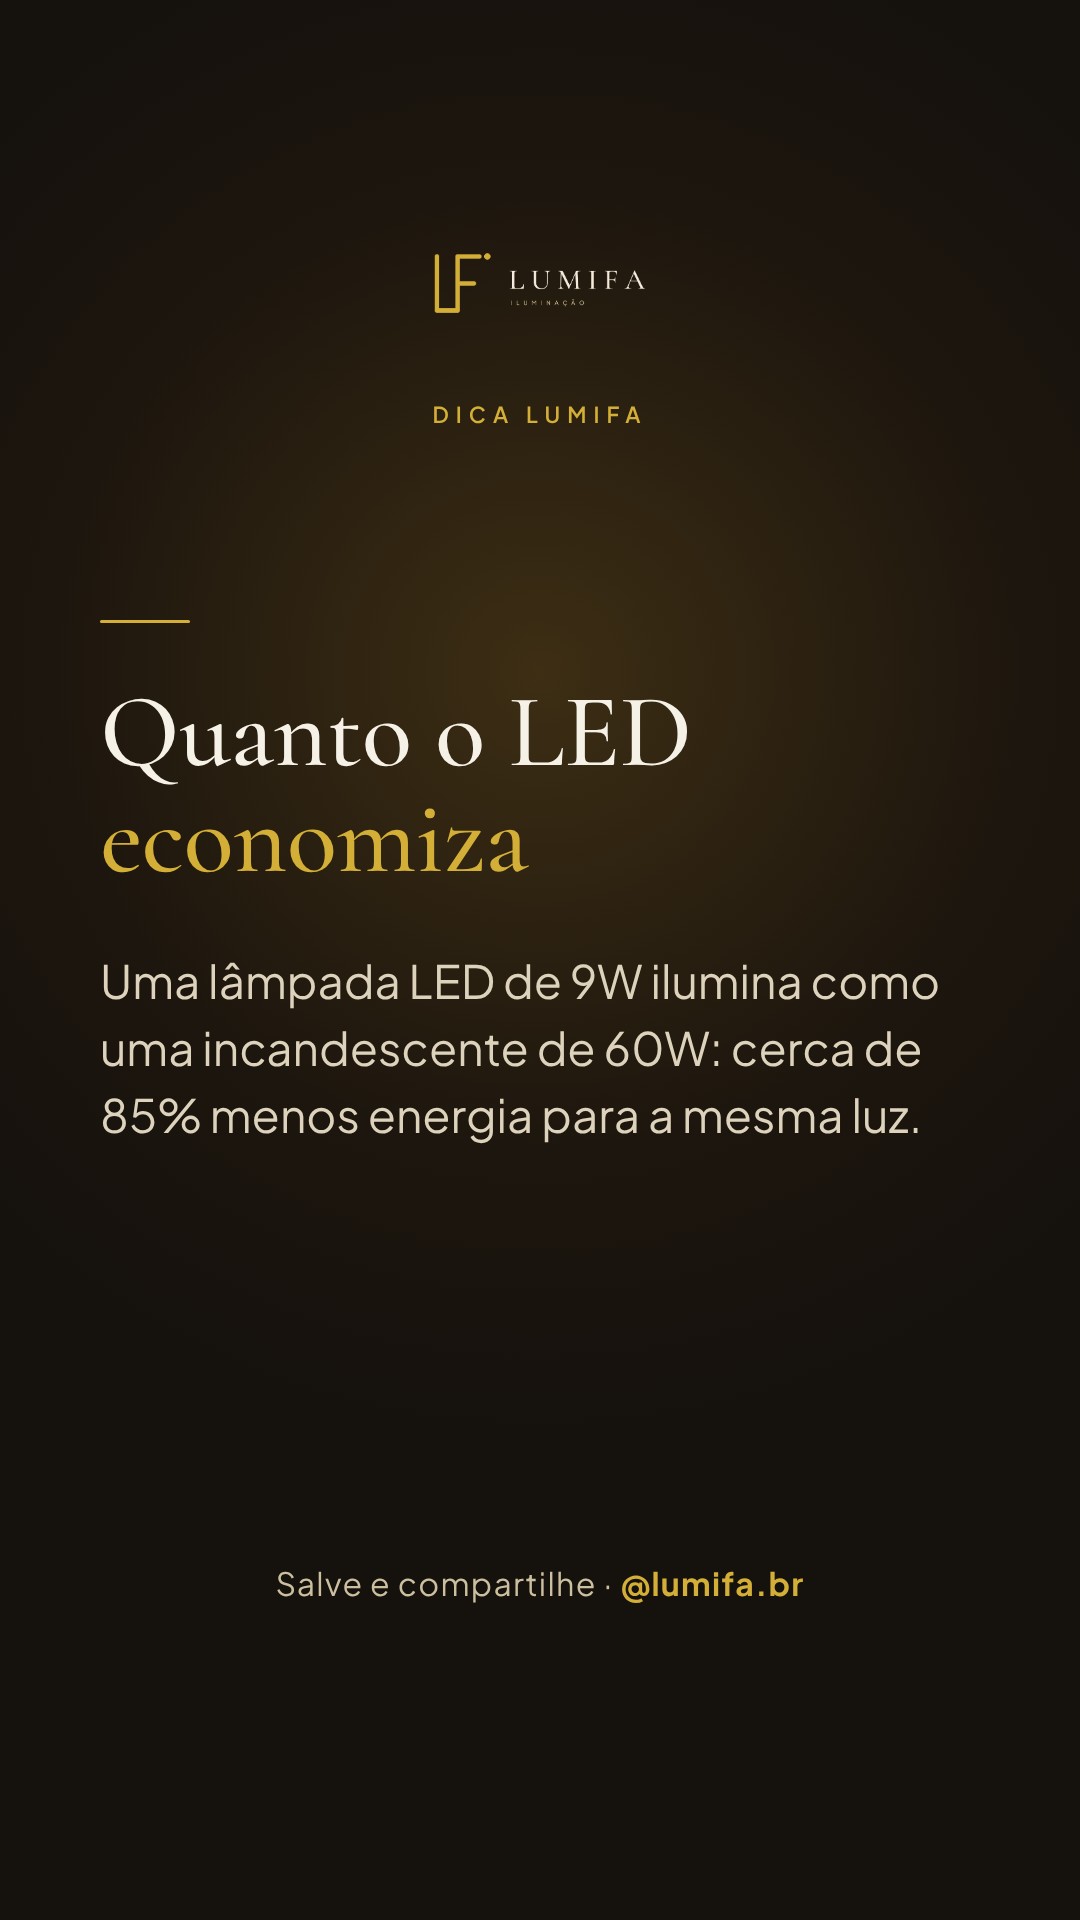 LF
LUMIFA
ILUMINAÇÃO
DICA LUMIFA
Quanto o LED
economiza
Uma lâmpada LED de 9W ilumina como
uma incandescente de 60W: cerca de
85% menos energia para a mesma luz.
Salve e compartilhe · @lumifa.br